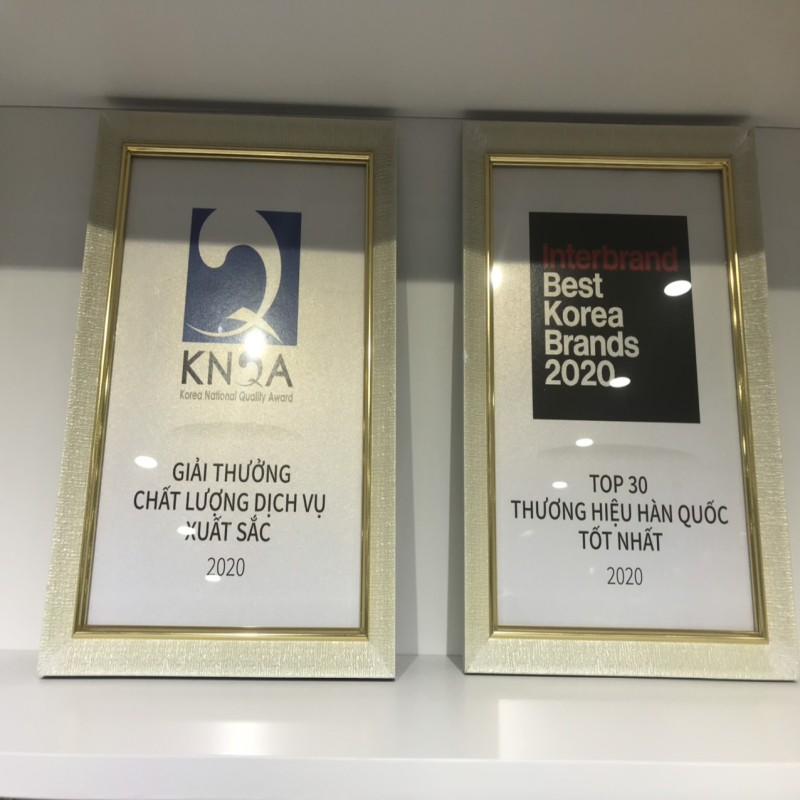 KNQA
Korea National Quality Award
GIẢI THƯỞNG
CHẤT LƯỢNG DỊCH VỤ
XUẤT SẮC
2020
Interbrand
Best
Korea
Brands
2020
TOP 30
THƯƠNG HIỆU HÀN QUỐC
TỐT NHẤT
2020